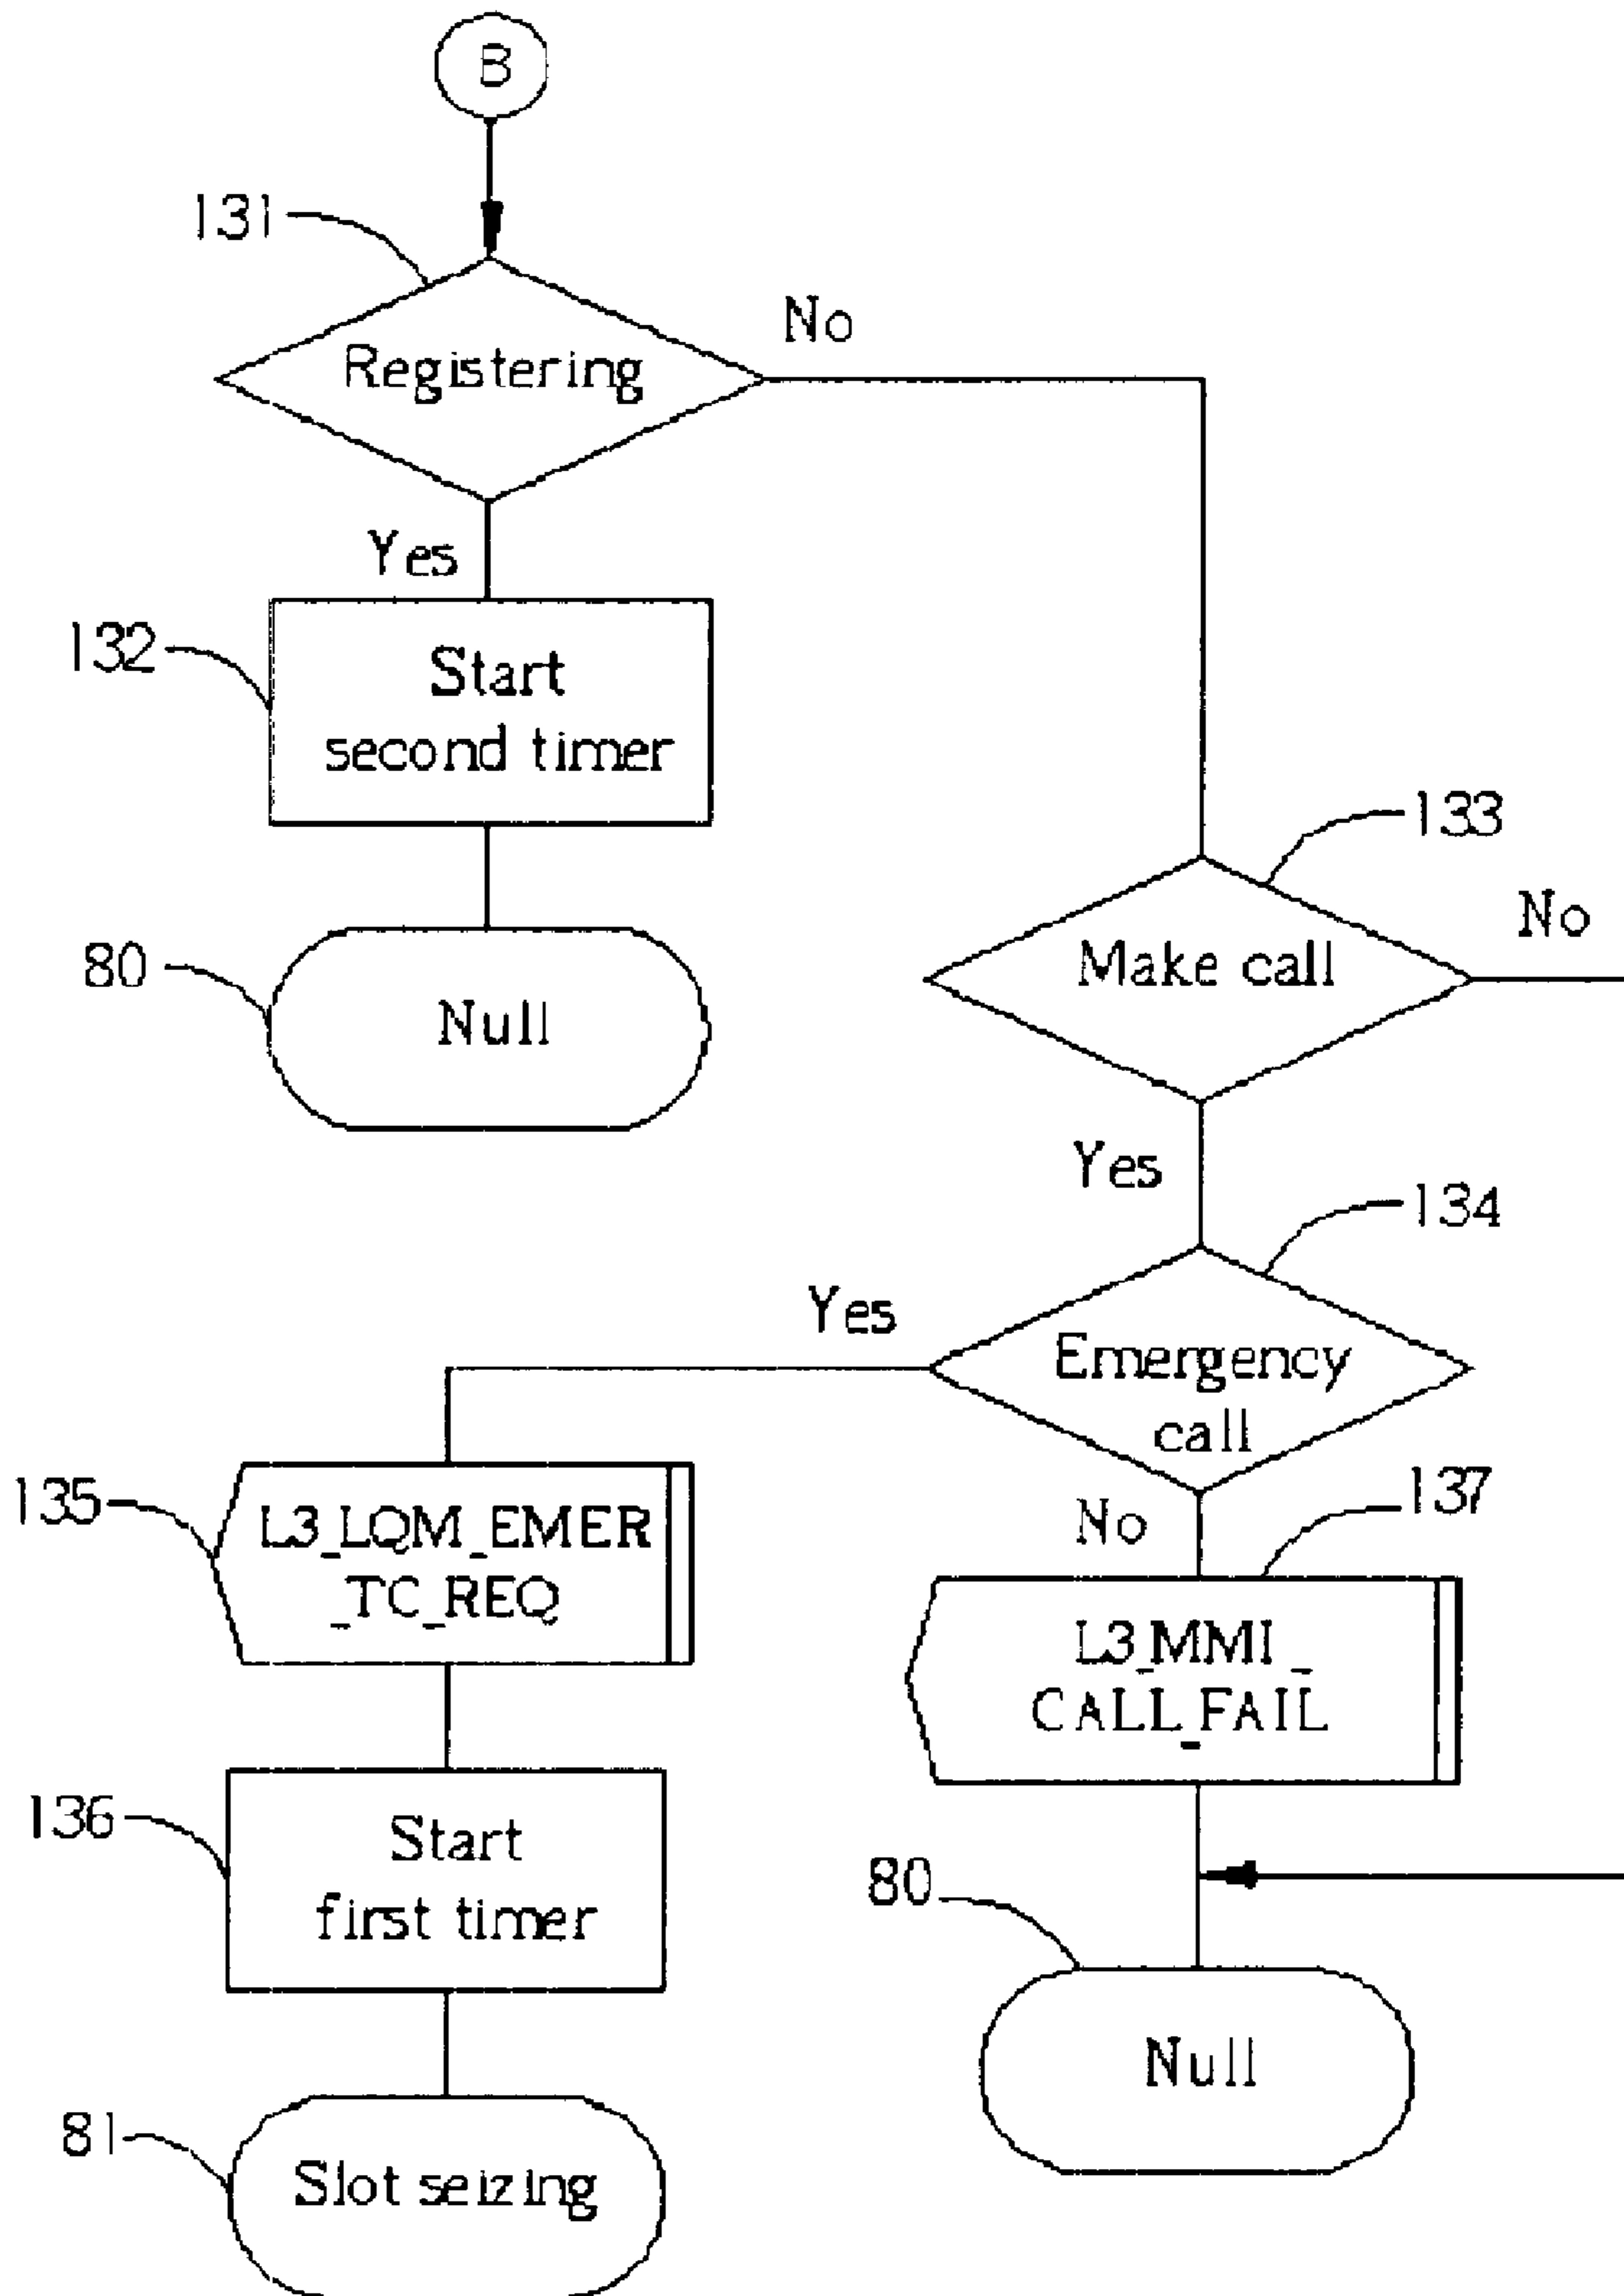 B
131
No
Registering
Yes
132
Start
second timer
133
No
80
Null
Make call
Yes
134
Yes
Emergency
call
135
L3_LQM_EMER
_TC_REQ
No
137
L3_MMI_
CALL_FAIL
136
Start
first timer
80
Null
81
Slot seizing